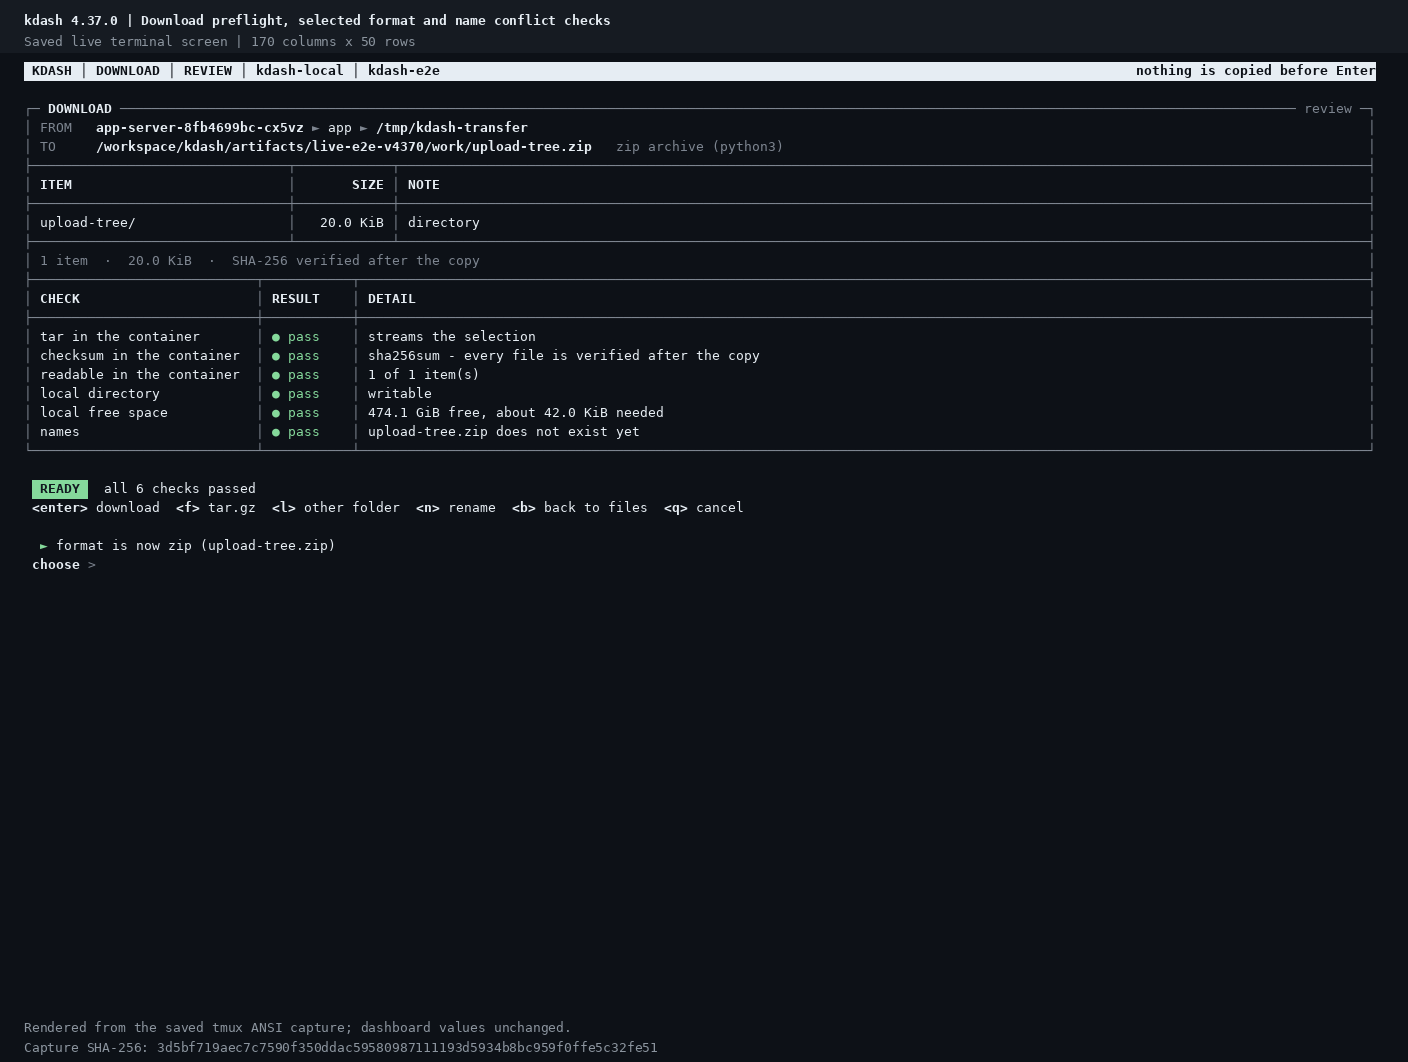 kdash 4.37.0 | Download preflight, selected format and name conflict checks
Saved live terminal screen | 170 columns x 50 rows
KDASH │ DOWNLOAD │ REVIEW │ kdash-local │ kdash-e2e nothing is copied before Enter
DOWNLOAD review
FROM app-server-8fb4699bc-cx5vz ► app ► /tmp/kdash-transfer
TO /workspace/kdash/artifacts/live-e2e-v4370/work/upload-tree.zip zip archive (python3)
ITEM │ SIZE │ NOTE
upload-tree/ │ 20.0 KiB │ directory
1 item · 20.0 KiB · SHA-256 verified after the copy
CHECK │ RESULT │ DETAIL
tar in the container │ ● pass │ streams the selection
checksum in the container │ ● pass │ sha256sum - every file is verified after the copy
readable in the container │ ● pass │ 1 of 1 item(s)
local directory │ ● pass │ writable
local free space │ ● pass │ 474.1 GiB free, about 42.0 KiB needed
names │ ● pass │ upload-tree.zip does not exist yet
READY all 6 checks passed
<enter> download <f> tar.gz <l> other folder <n> rename <b> back to files <q> cancel
► format is now zip (upload-tree.zip)
choose >
Rendered from the saved tmux ANSI capture; dashboard values unchanged.
Capture SHA-256: 3d5bf719aec7c7590f350ddac59580987111193d5934b8bc959f0ffe5c32fe51